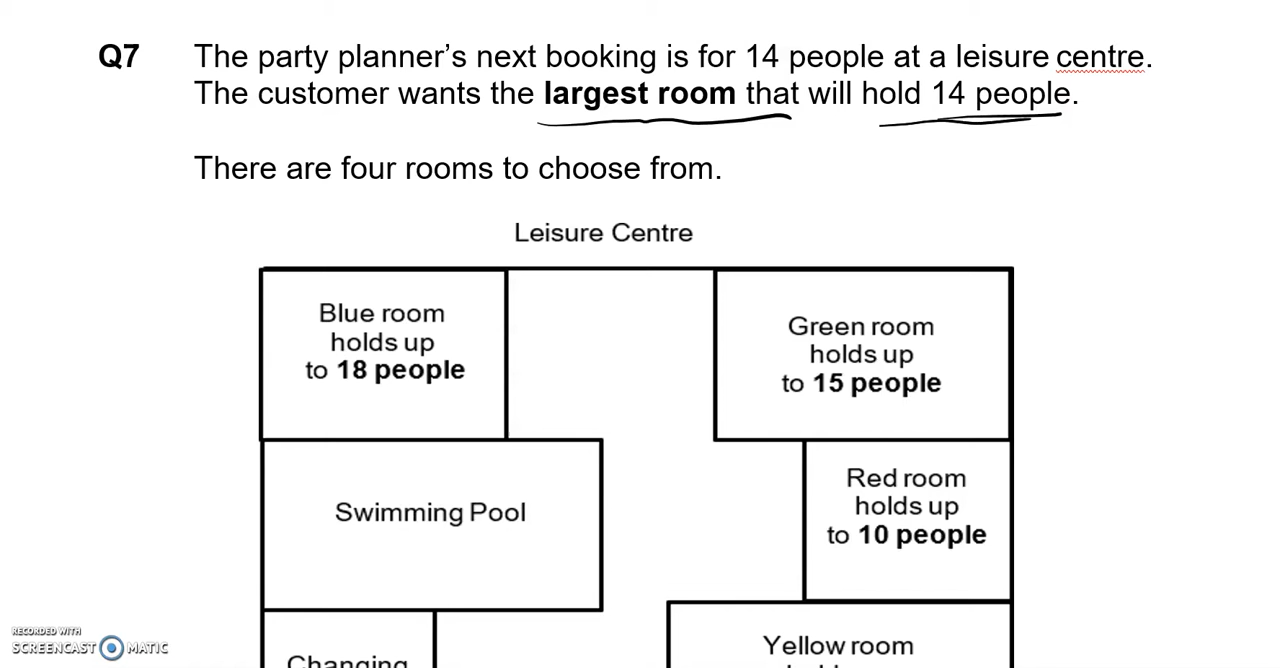 Q7 The party planner's next booking is for 14 people at a leisure centre.
The customer wants the largest room that will hold 14 people.
There are four rooms to choose from.
Leisure Centre
Blue room
holds up
to 18 people
Green room
holds up
to 15 people
Swimming Pool
Red room
holds up
to 10 people
Yellow room
Changing
RECORDED WITH
SCREENCAST MATIC